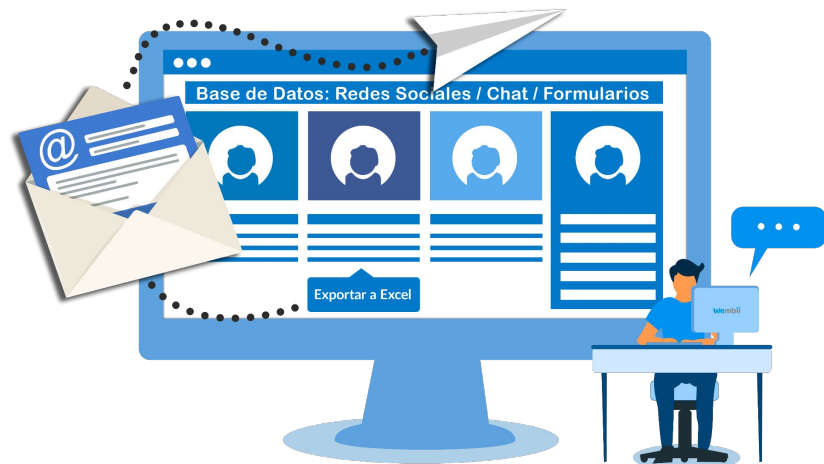 Base de Datos: Redes Sociales / Chat / Formularios
@
Exportar a Excel
Wembii